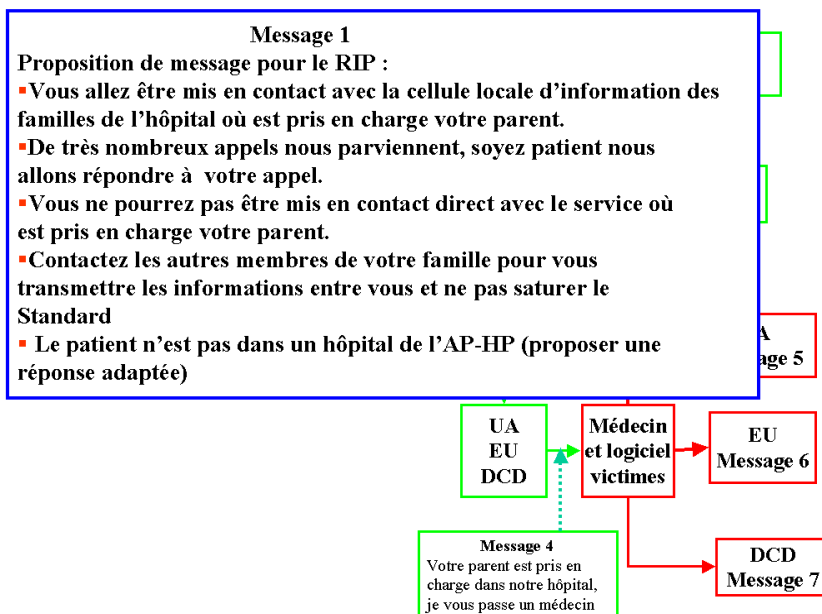 Message 1
Proposition de message pour le RIP :
▪Vous allez être mis en contact avec la cellule locale d’information des
familles de l’hôpital où est pris en charge votre parent.
▪De très nombreux appels nous parviennent, soyez patient nous
allons répondre à votre appel.
▪Vous ne pourrez pas être mis en contact direct avec le service où
est pris en charge votre parent.
▪Contactez les autres membres de votre famille pour vous
transmettre les informations entre vous et ne pas saturer le
Standard
▪ Le patient n’est pas dans un hôpital de l’AP-HP (proposer une
réponse adaptée)
A
age 5
UA
EU
DCD
Médecin
et logiciel
victimes
EU
Message 6
DCD
Message 7
Message 4
Votre parent est pris en
charge dans notre hôpital,
je vous passe un médecin